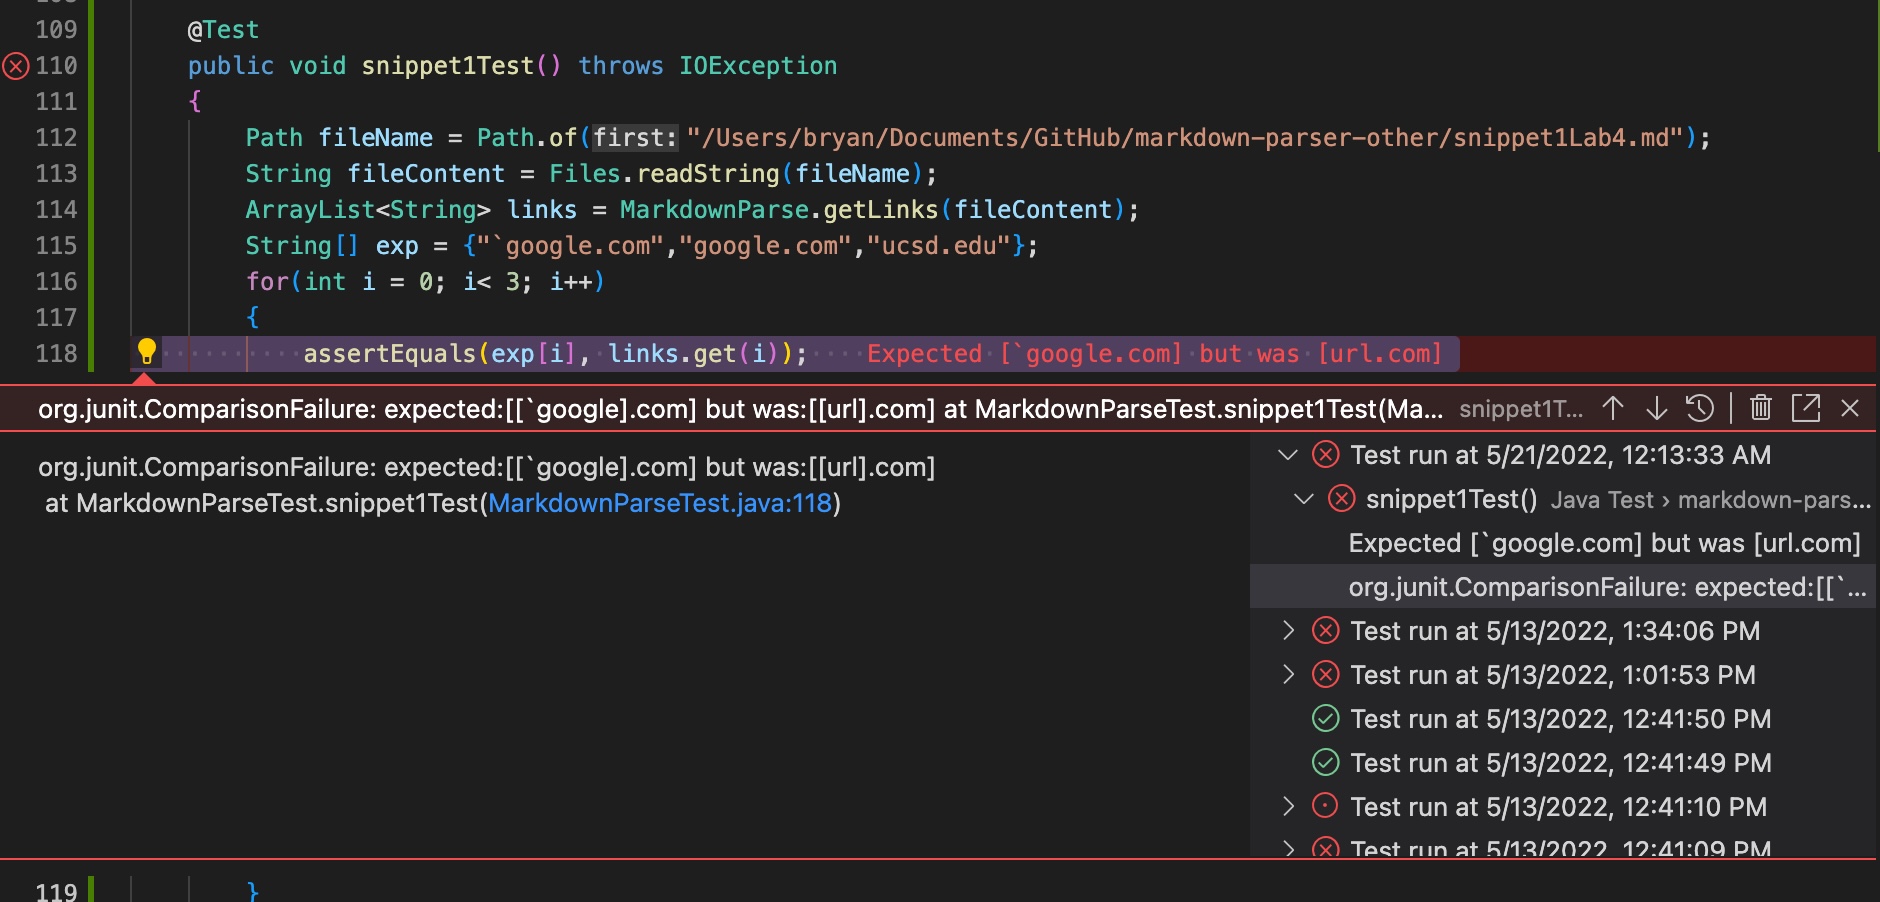 109 @Test
110 public void snippet1Test() throws IOException
111 {
112 Path fileName = Path.of(first: "/Users/bryan/Documents/GitHub/markdown-parser-other/snippet1Lab4.md");
113 String fileContent = Files.readString(fileName);
114 ArrayList<String> links = MarkdownParse.getLinks(fileContent);
115 String[] exp = {"`google.com","google.com","ucsd.edu"};
116 for(int i = 0; i< 3; i++)
117 {
118 assertEquals(exp[i], links.get(i)); Expected [`google.com] but was [url.com]
org.junit.ComparisonFailure: expected:[[`google].com] but was:[[url].com] at MarkdownParseTest.snippet1Test(Ma... snippet1T...
org.junit.ComparisonFailure: expected:[[`google].com] but was:[[url].com]
at MarkdownParseTest.snippet1Test(MarkdownParseTest.java:118)
Test run at 5/21/2022, 12:13:33 AM
snippet1Test() Java Test › markdown-pars...
Expected [`google.com] but was [url.com]
org.junit.ComparisonFailure: expected:[[`...
Test run at 5/13/2022, 1:34:06 PM
Test run at 5/13/2022, 1:01:53 PM
Test run at 5/13/2022, 12:41:50 PM
Test run at 5/13/2022, 12:41:49 PM
Test run at 5/13/2022, 12:41:10 PM
Test run at 5/13/2022, 12:41:09 PM
119 }